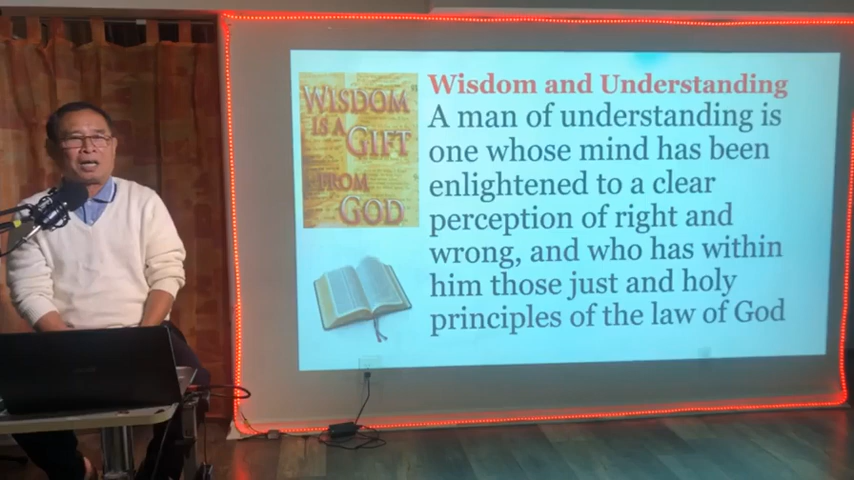 WISDOM
IS A
GIFT
FROM
GOD
Wisdom and Understanding
A man of understanding is
one whose mind has been
enlightened to a clear
perception of right and
wrong, and who has within
him those just and holy
principles of the law of God